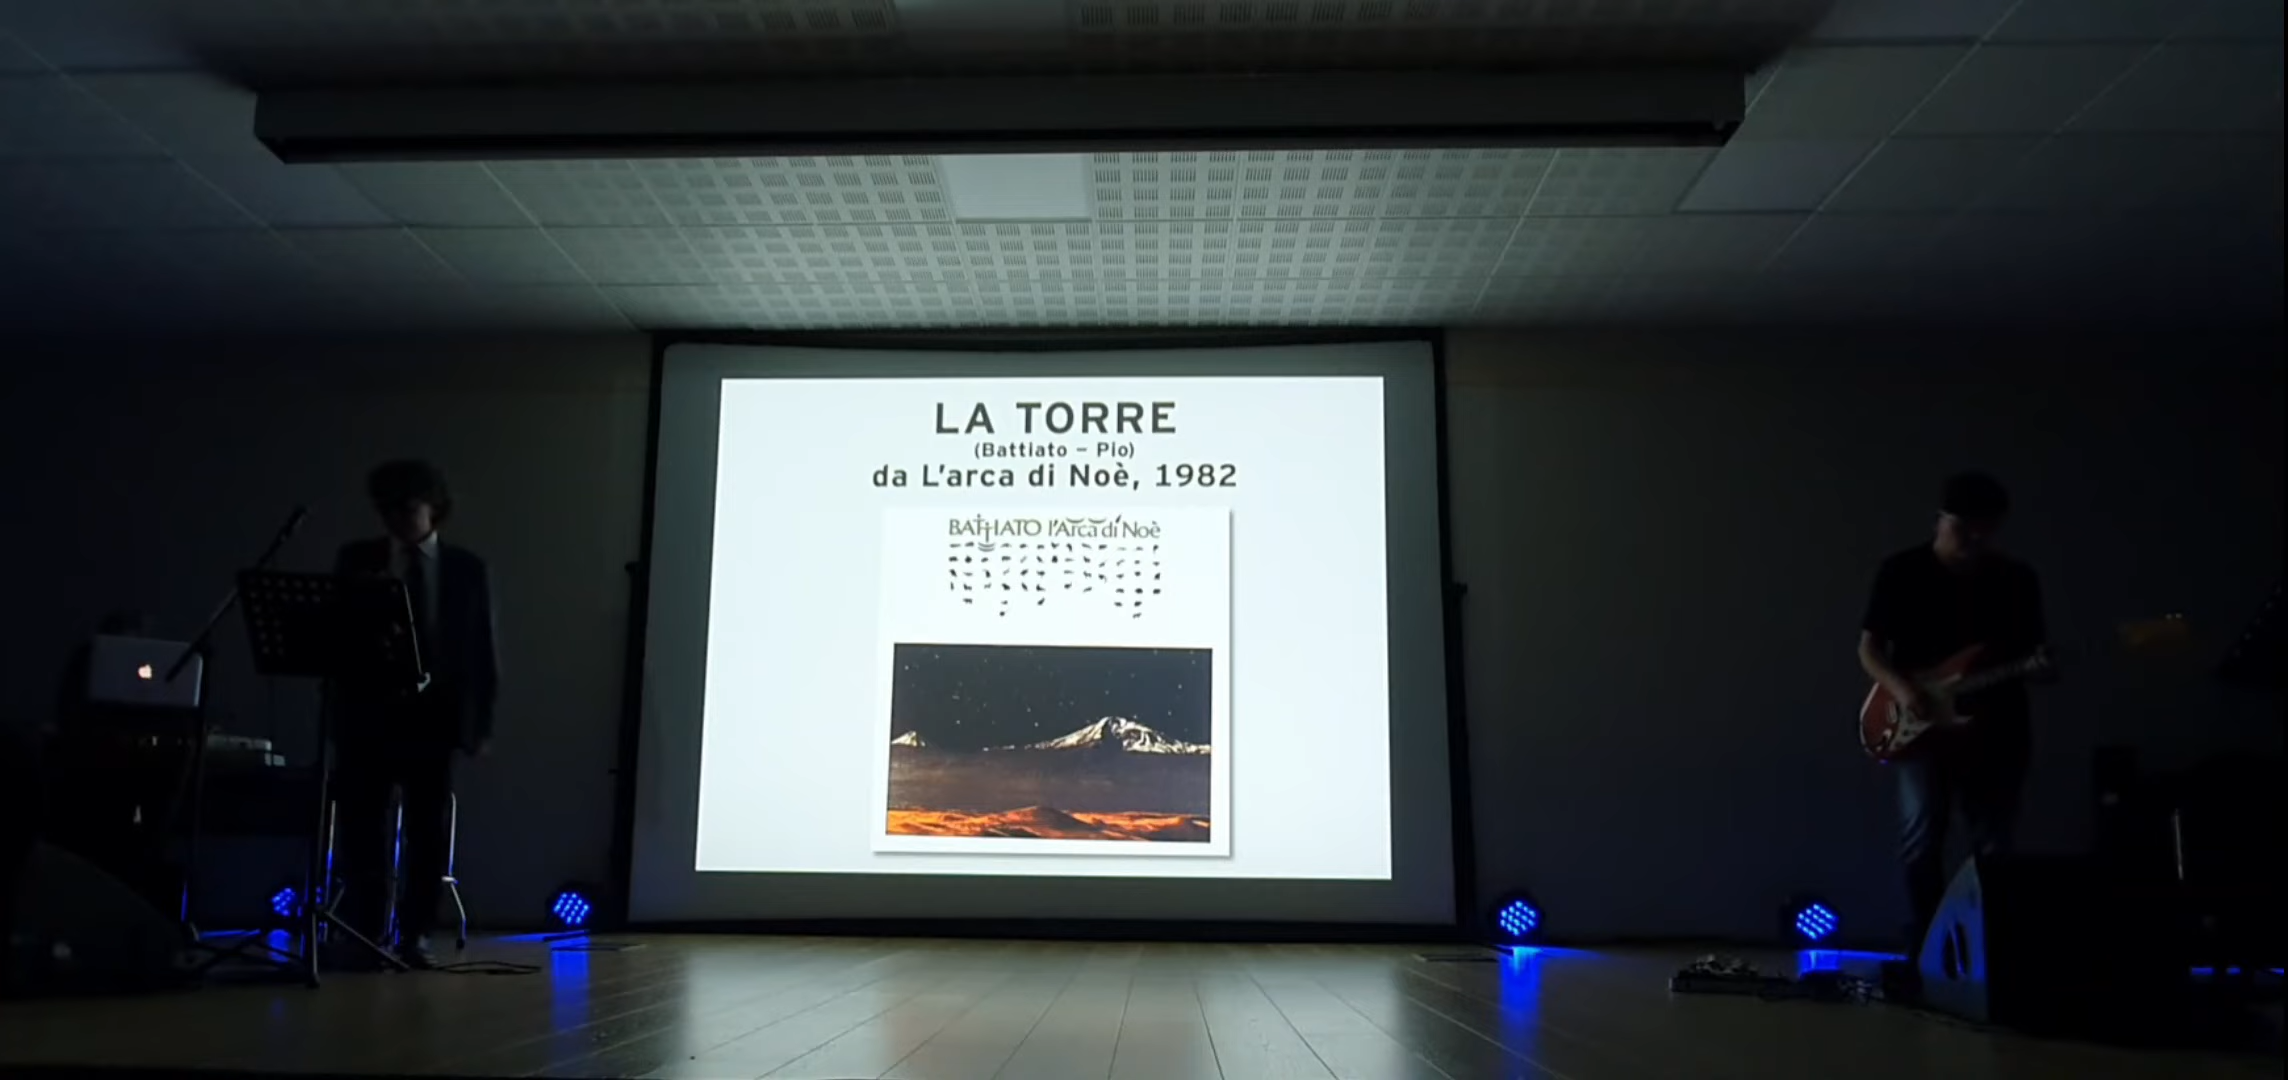 LA TORRE
(Battiato - Pio)
da L'arca di Noè, 1982
BATTIATO l'Arca di Noè